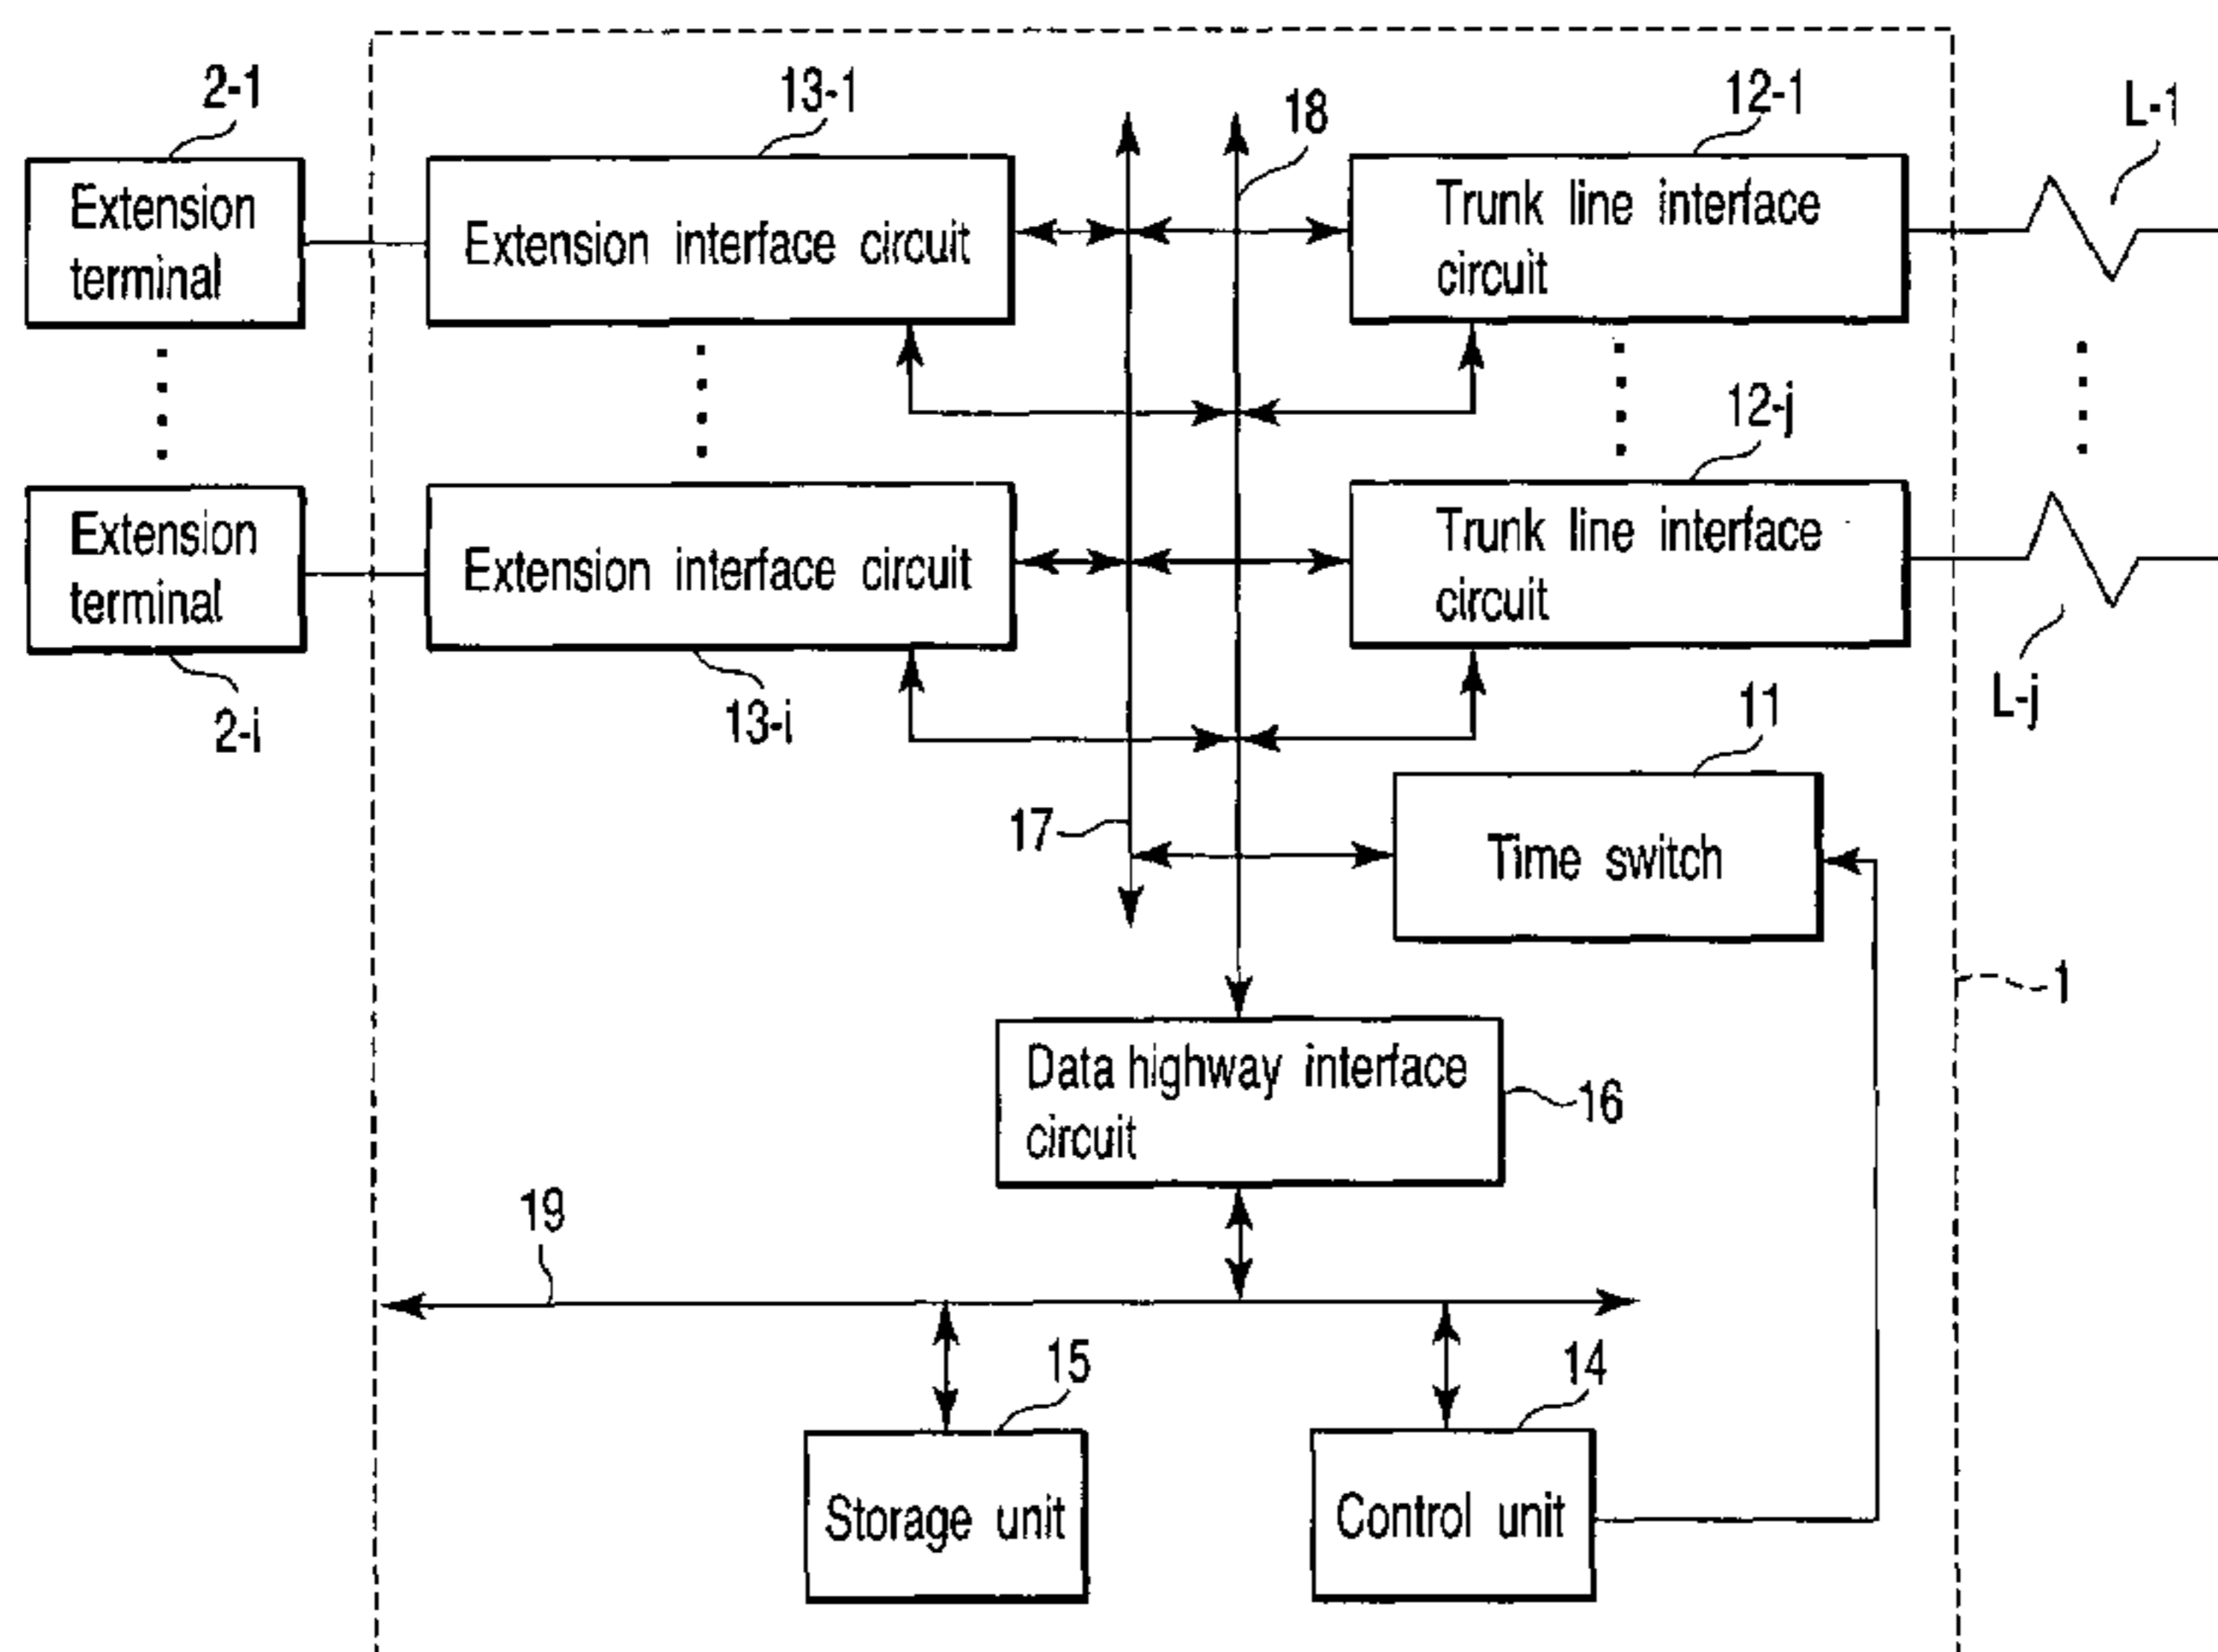 2-1
13-1
18
12-1
L-1
Extension
terminal
Extension interface circuit
Trunk line interface
circuit
12-j
Extension
terminal
Extension interface circuit
Trunk line interface
circuit
2-i
13-i
11
L-j
17
Time switch
1
Data highway interface
circuit
16
19
15
14
Storage unit
Control unit